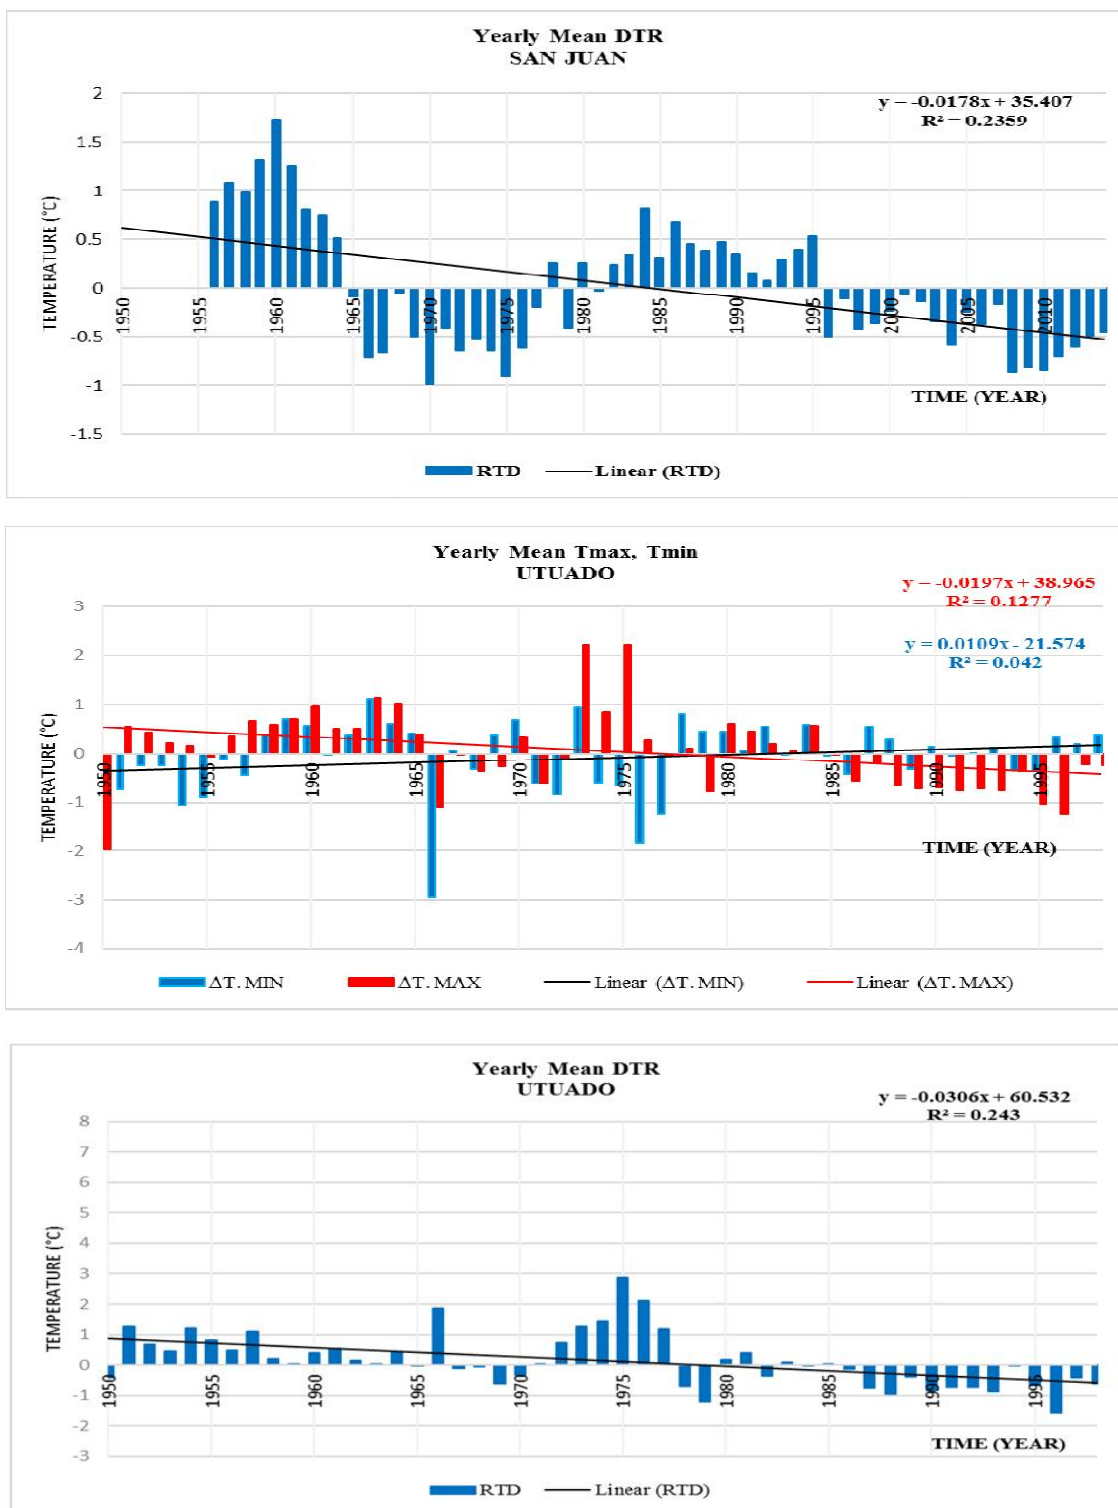 Yearly Mean DTR
SAN JUAN
y = -0.0178x + 35.407
R² = 0.2359
TEMPERATURE (°C)
2
1.5
1
0.5
0
-0.5
-1
-1.5
1950 1955 1960 1965 1970 1975 1980 1985 1990 1995 2000 2005 2010
TIME (YEAR)
RTD Linear (RTD)
Yearly Mean Tmax, Tmin
UTUADO
y = -0.0197x + 38.965
R² = 0.1277
y = 0.0109x - 21.574
R² = 0.042
TEMPERATURE (°C)
3
2
1
0
-1
-2
-3
-4
1950 1955 1960 1965 1970 1975 1980 1985 1990 1995
TIME (YEAR)
ΔT. MIN ΔT. MAX Linear (ΔT. MIN) Linear (ΔT. MAX)
Yearly Mean DTR
UTUADO
y = -0.0306x + 60.532
R² = 0.243
TEMPERATURE (°C)
8
7
6
5
4
3
2
1
0
-1
-2
-3
1950 1955 1960 1965 1970 1975 1980 1985 1990 1995
TIME (YEAR)
RTD Linear (RTD)